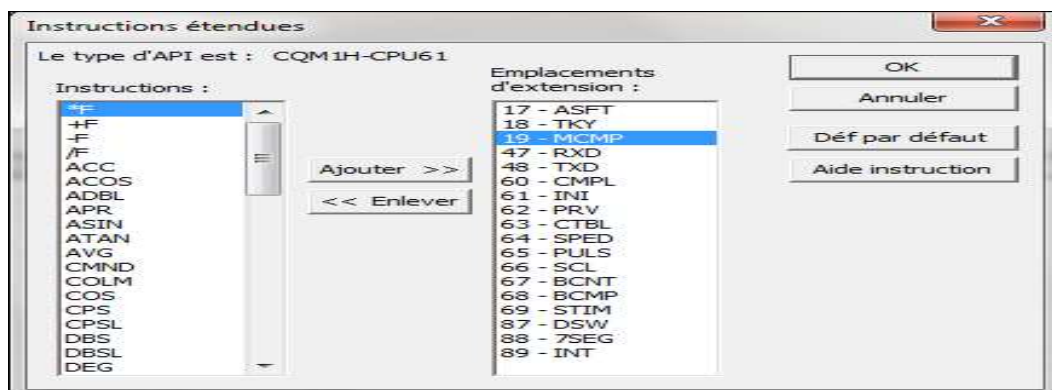 Instructions étendues
Le type d'API est : CQM1H-CPU61
Instructions :
*F
+F
-F
/F
ACC
ACOS
ADBL
APR
ASIN
ATAN
AVG
CMND
COLM
COS
CPS
CPSL
DBS
DBSL
DEG
Ajouter >>
<< Enlever
Emplacements
d'extension :
17 - ASFT
18 - TKY
19 - MCMP
47 - RXD
48 - TXD
60 - CMPL
61 - INI
62 - PRV
63 - CTBL
64 - SPED
65 - PULS
66 - SCL
67 - BCNT
68 - BCMP
69 - STIM
87 - DSW
88 - 7SEG
89 - INT
OK
Annuler
Déf par défaut
Aide instruction